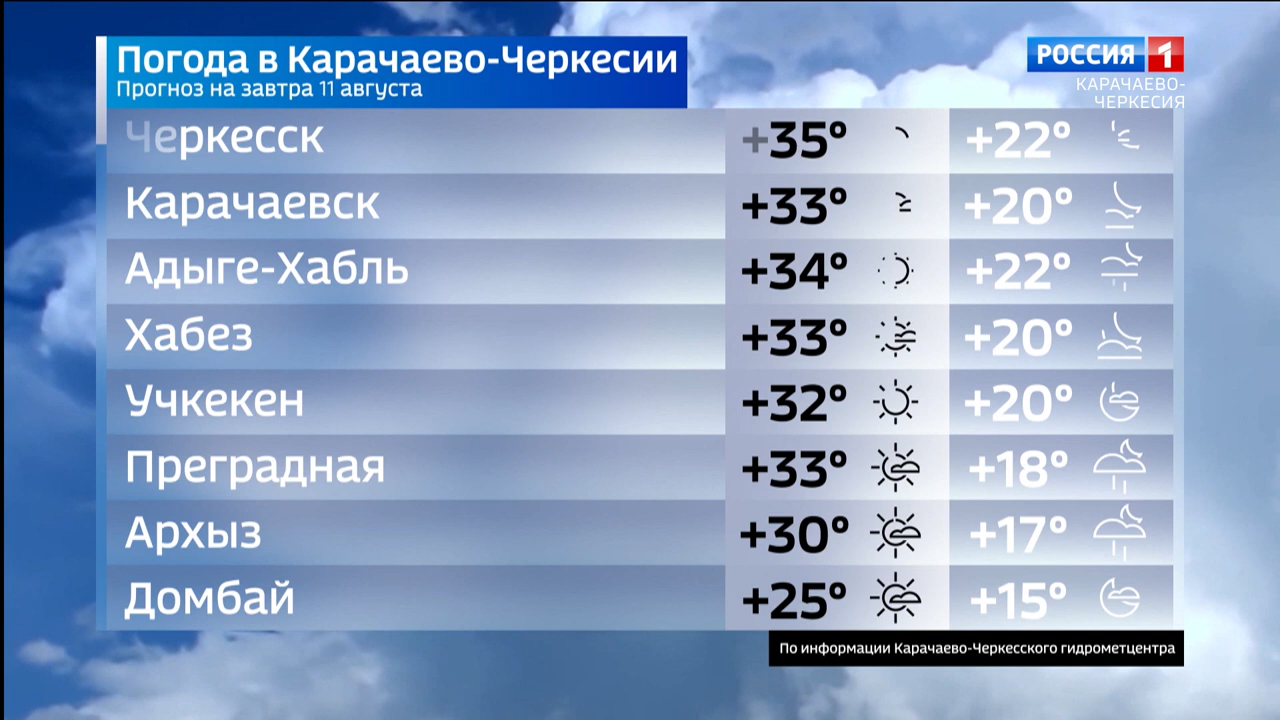 Погода в Карачаево-Черкесии
Прогноз на завтра 11 августа
РОССИЯ 1
КАРАЧАЕВО-
ЧЕРКЕСИЯ
Черкесск +35° +22°
Карачаевск +33° +20°
Адыге-Хабль +34° +22°
Хабез +33° +20°
Учкекен +32° +20°
Преградная +33° +18°
Архыз +30° +17°
Домбай +25° +15°
По информации Карачаево-Черкесского гидрометцентра